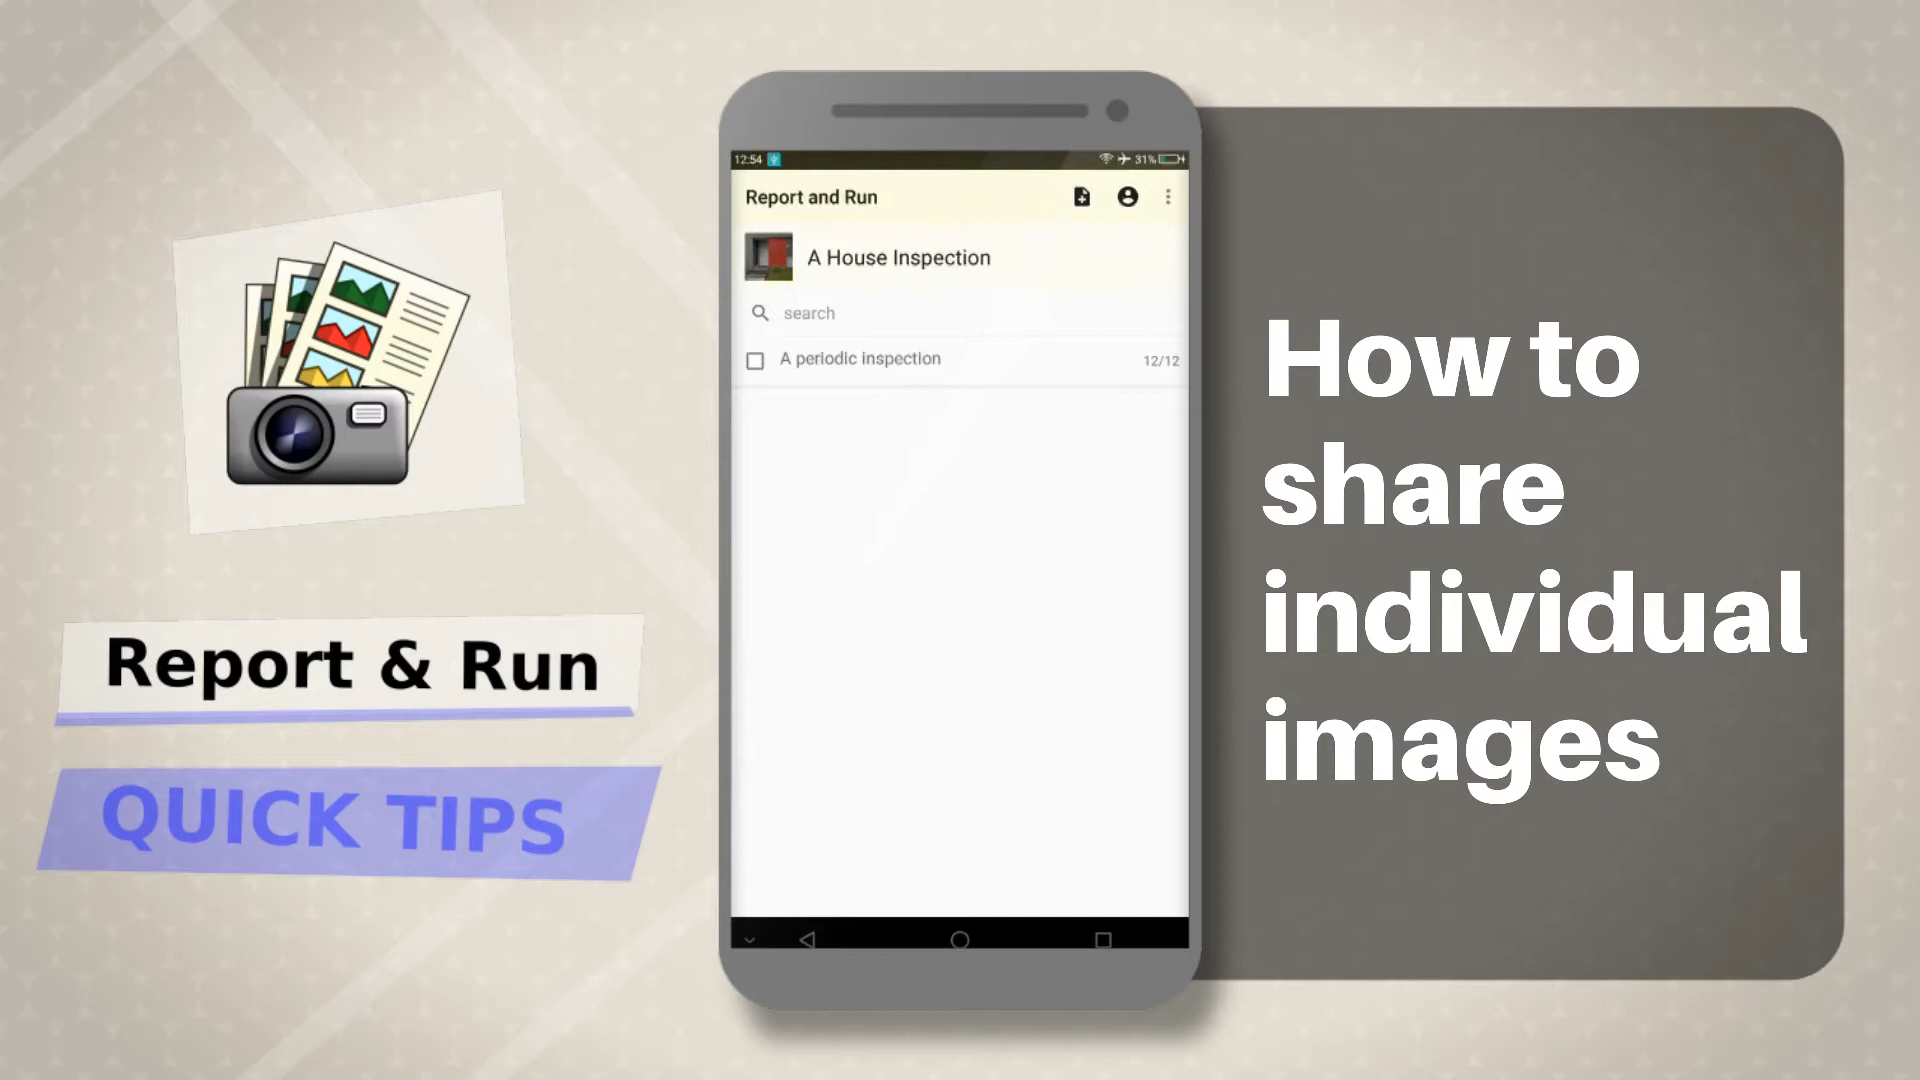 Report & Run
QUICK TIPS
12:54
31%
Report and Run
A House Inspection
search
A periodic inspection
12/12
How to
share
individual
images